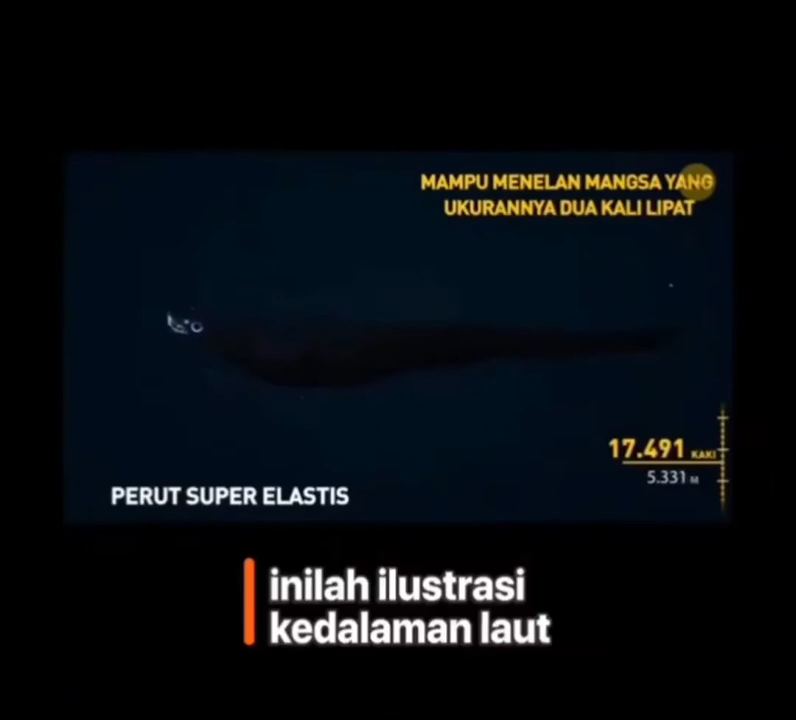 MAMPU MENELAN MANGSA YANG
UKURANNYA DUA KALI LIPAT
17.491 KAKI
5.331 M
PERUT SUPER ELASTIS
inilah ilustrasi
kedalaman laut